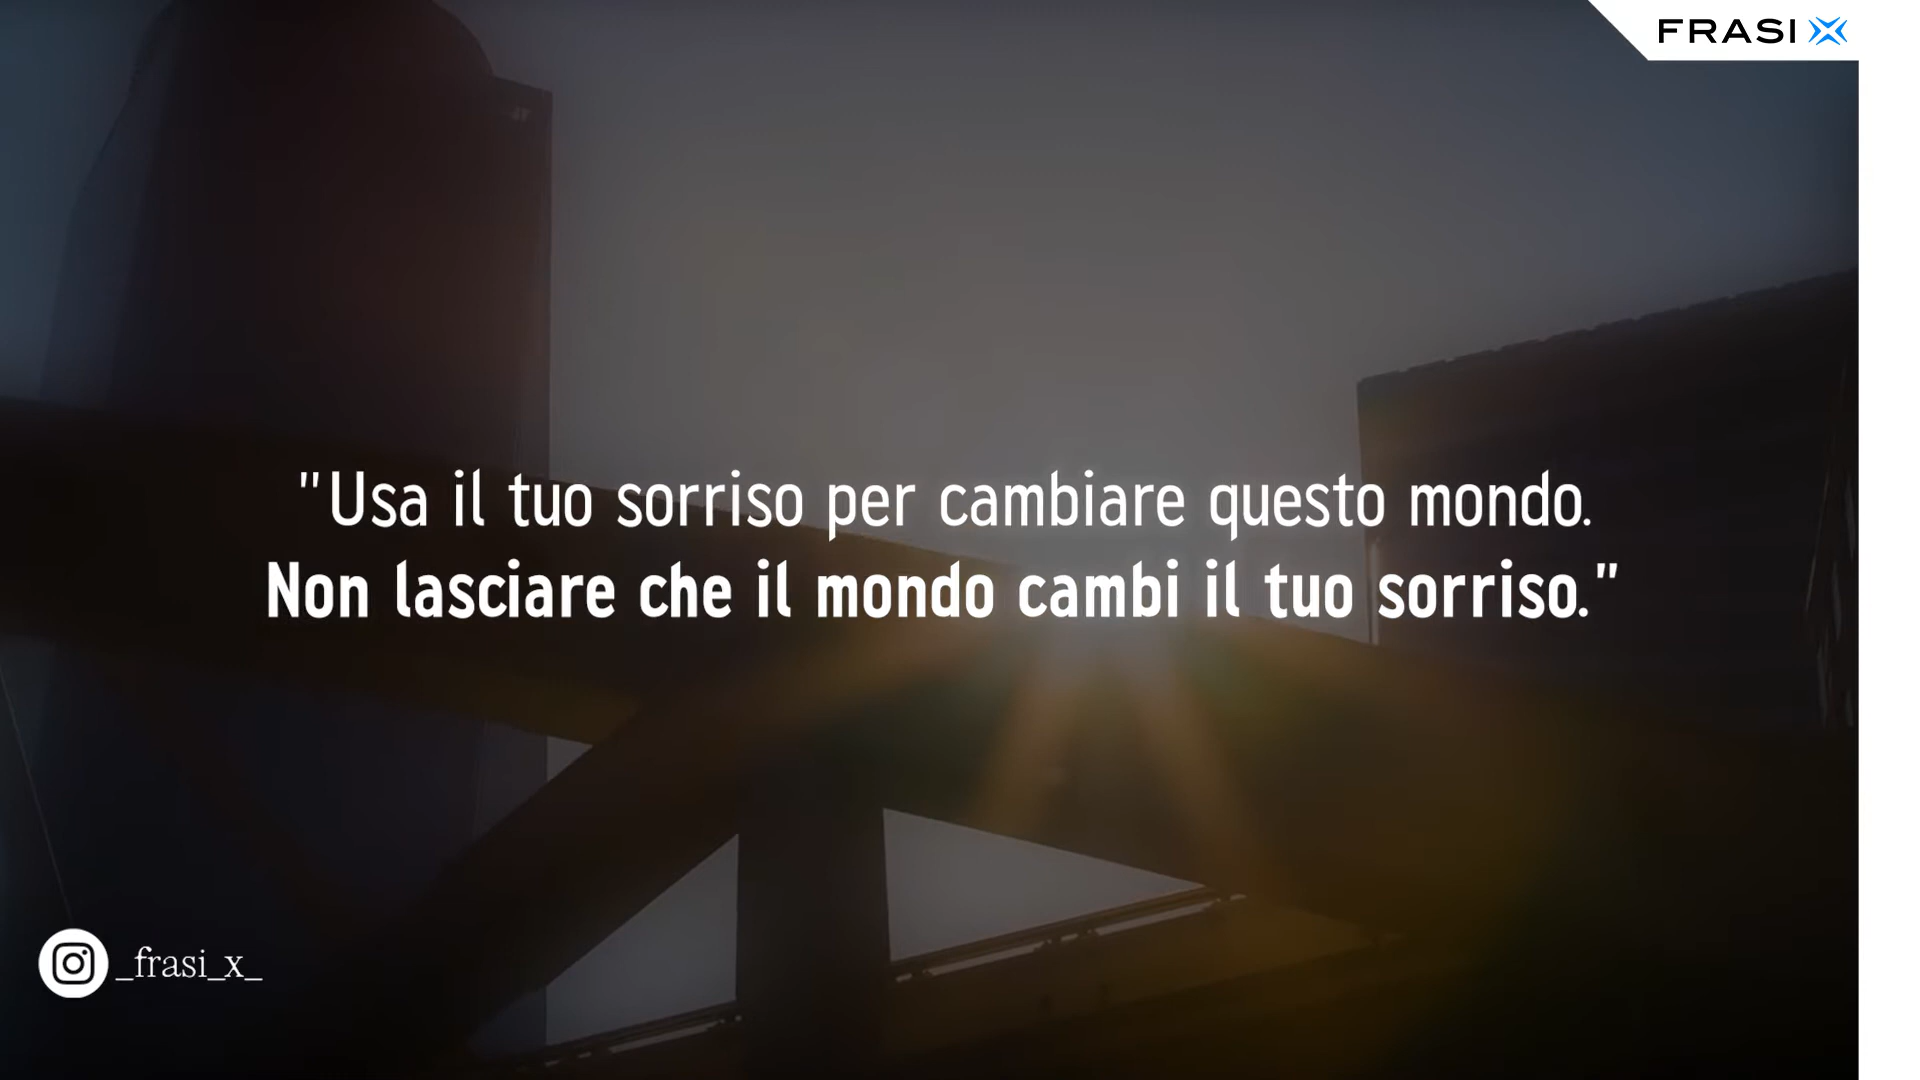 FRASI X
"Usa il tuo sorriso per cambiare questo mondo.
Non lasciare che il mondo cambi il tuo sorriso."
_frasi_x_